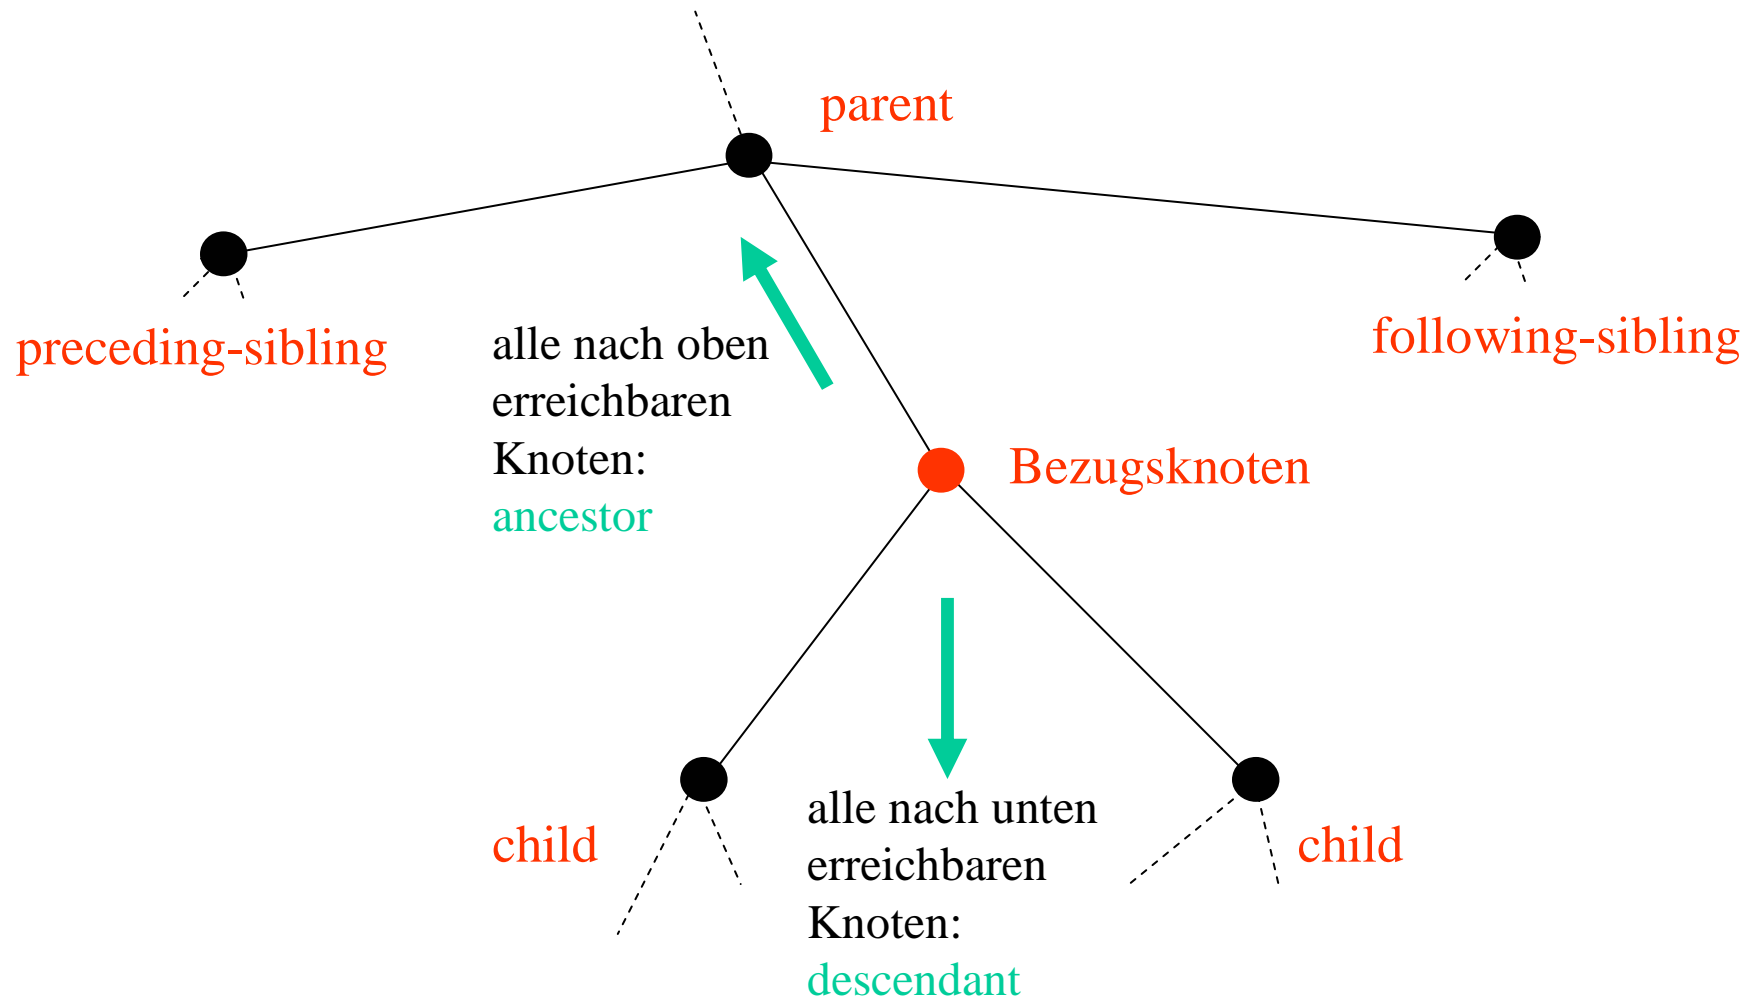 parent
preceding-sibling
following-sibling
alle nach oben
erreichbaren
Knoten:
ancestor
Bezugsknoten
child
alle nach unten
erreichbaren
Knoten:
descendant
child